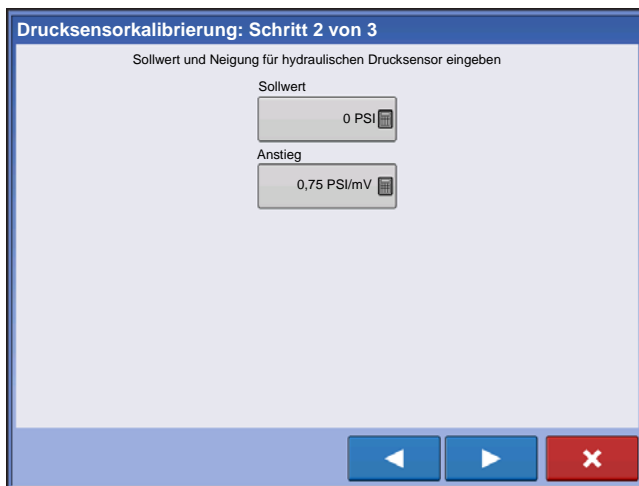 Drucksensorkalibrierung: Schritt 2 von 3
Sollwert und Neigung für hydraulischen Drucksensor eingeben
Sollwert
0 PSI
Anstieg
0,75 PSI/mV